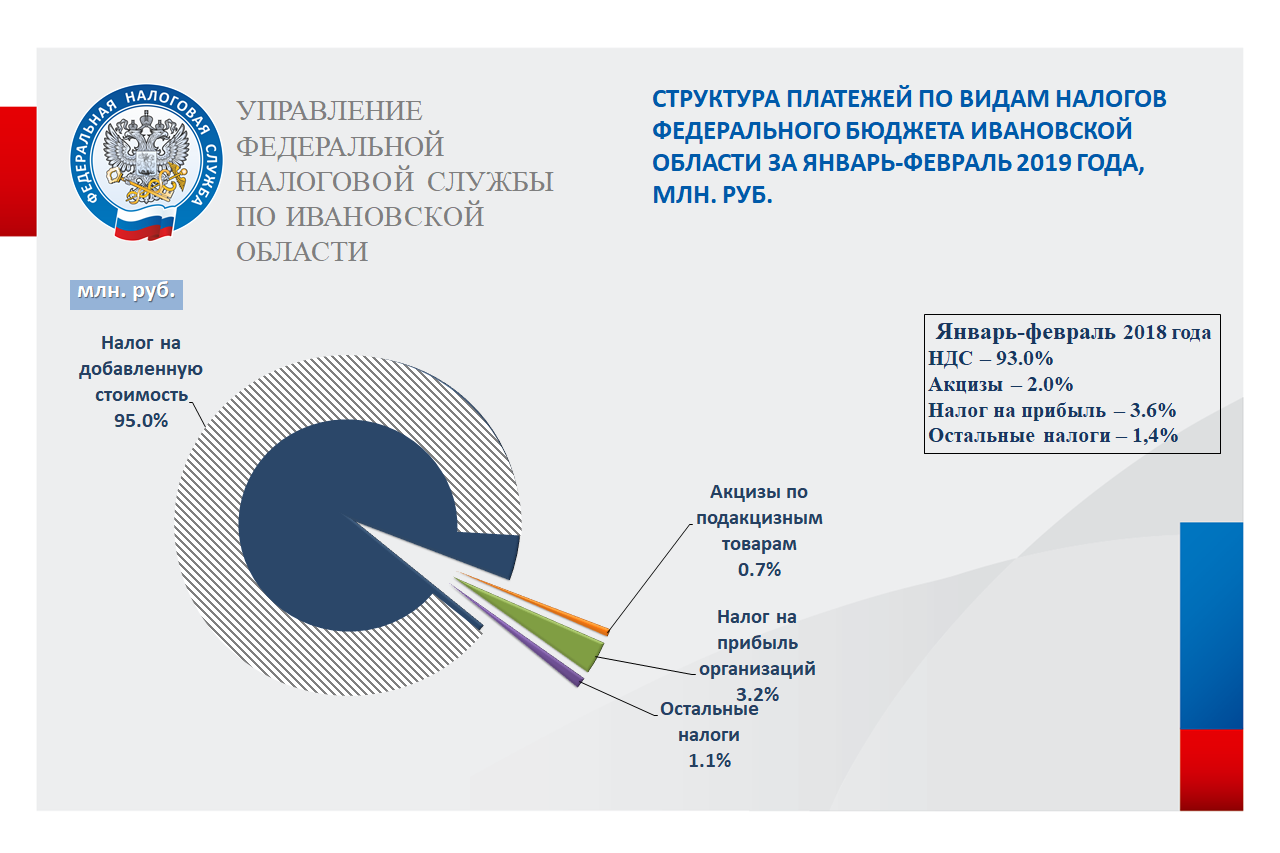 ФЕДЕРАЛЬНАЯ НАЛОГОВАЯ СЛУЖБА
УПРАВЛЕНИЕ
ФЕДЕРАЛЬНОЙ
НАЛОГОВОЙ СЛУЖБЫ
ПО ИВАНОВСКОЙ
ОБЛАСТИ
СТРУКТУРА ПЛАТЕЖЕЙ ПО ВИДАМ НАЛОГОВ
ФЕДЕРАЛЬНОГО БЮДЖЕТА ИВАНОВСКОЙ
ОБЛАСТИ ЗА ЯНВАРЬ-ФЕВРАЛЬ 2019 ГОДА,
МЛН. РУБ.
млн. руб.
Налог на
добавленную
стоимость
95.0%
Январь-февраль 2018 года
НДС – 93.0%
Акцизы – 2.0%
Налог на прибыль – 3.6%
Остальные налоги – 1,4%
Акцизы по
подакцизным
товарам
0.7%
Налог на
прибыль
организаций
3.2%
Остальные
налоги
1.1%